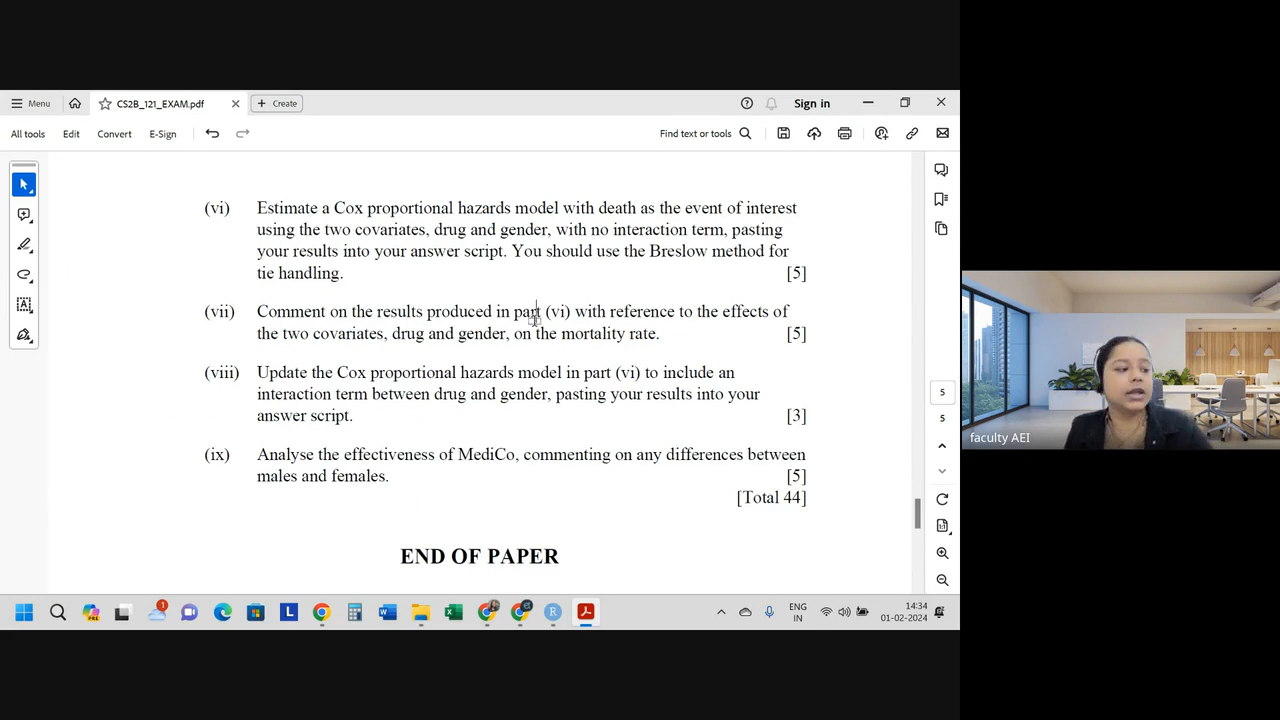 Menu
CS2B_121_EXAM.pdf
Create
Sign in
All tools
Edit
Convert
E-Sign
Find text or tools
(vi) Estimate a Cox proportional hazards model with death as the event of interest
using the two covariates, drug and gender, with no interaction term, pasting
your results into your answer script. You should use the Breslow method for
tie handling. [5]
(vii) Comment on the results produced in part (vi) with reference to the effects of
the two covariates, drug and gender, on the mortality rate. [5]
(viii) Update the Cox proportional hazards model in part (vi) to include an
interaction term between drug and gender, pasting your results into your
answer script. [3]
(ix) Analyse the effectiveness of MediCo, commenting on any differences between
males and females. [5]
[Total 44]
END OF PAPER
5
5
faculty AEI
ENG
IN
14:34
01-02-2024